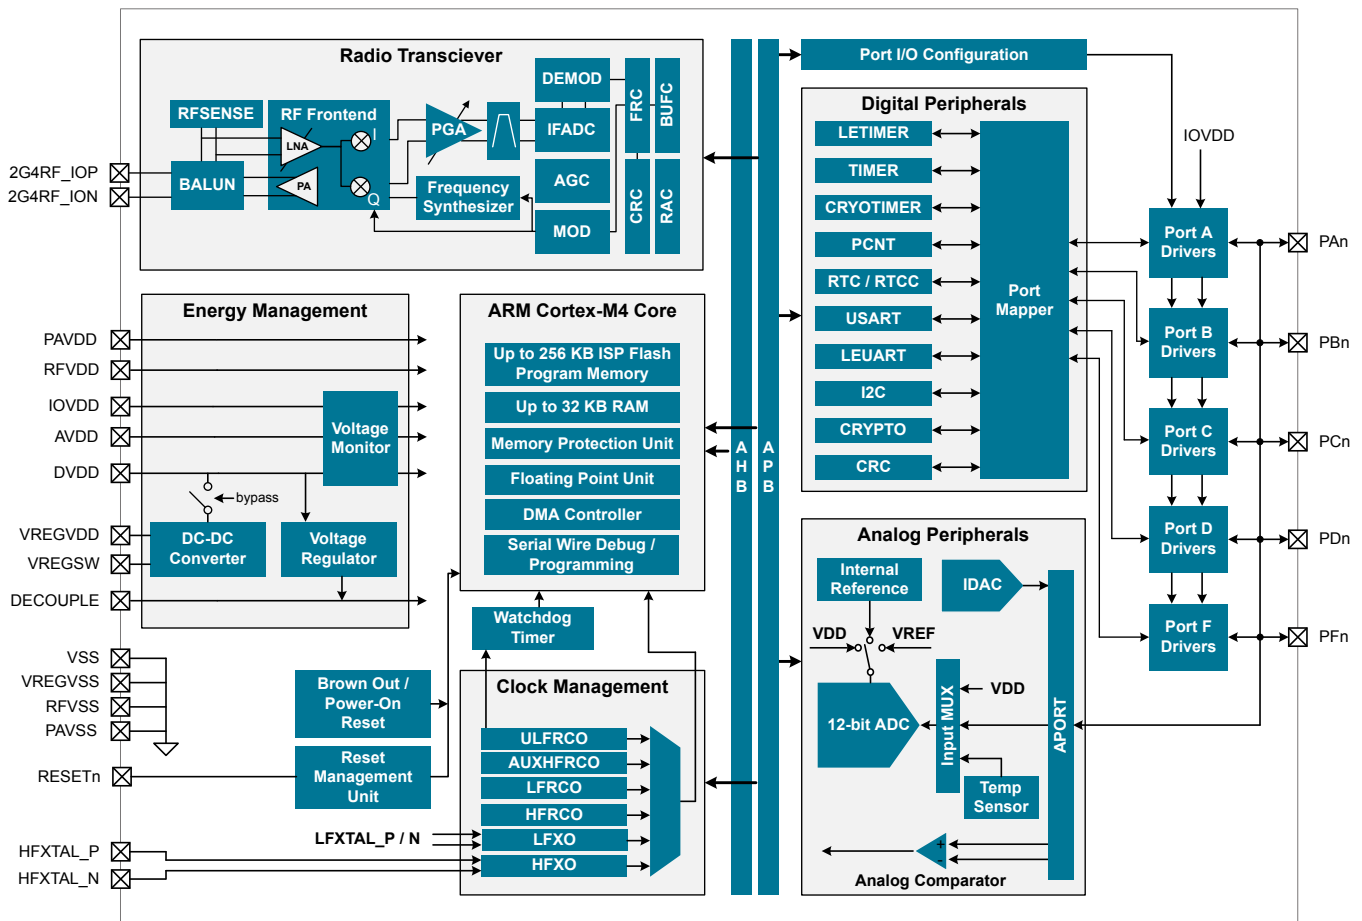 Radio Transciever
RFSENSE
RF Frontend
LNA
PA
I
Q
BALUN
PGA
Frequency
Synthesizer
DEMOD
IFADC
AGC
MOD
FRC
BUFC
CRC
RAC
2G4RF_IOP
2G4RF_ION
Energy Management
PAVDD
RFVDD
IOVDD
AVDD
DVDD
VREGVDD
VREGSW
DECOUPLE
Voltage
Monitor
bypass
DC-DC
Converter
Voltage
Regulator
VSS
VREGVSS
RFVSS
PAVSS
RESETn
HFXTAL_P
HFXTAL_N
Brown Out /
Power-On
Reset
Reset
Management
Unit
LFXTAL_P / N
ARM Cortex-M4 Core
Up to 256 KB ISP Flash
Program Memory
Up to 32 KB RAM
Memory Protection Unit
Floating Point Unit
DMA Controller
Serial Wire Debug /
Programming
Watchdog
Timer
Clock Management
ULFRCO
AUXHFRCO
LFRCO
HFRCO
LFXO
HFXO
A
H
B
A
P
B
Port I/O Configuration
Digital Peripherals
LETIMER
TIMER
CRYOTIMER
PCNT
RTC / RTCC
USART
LEUART
I2C
CRYPTO
CRC
Port
Mapper
Analog Peripherals
Internal
Reference
IDAC
VDD
VREF
12-bit ADC
Input MUX
VDD
APORT
Temp
Sensor
+
-
Analog Comparator
IOVDD
Port A
Drivers
Port B
Drivers
Port C
Drivers
Port D
Drivers
Port F
Drivers
PAn
PBn
PCn
PDn
PFn